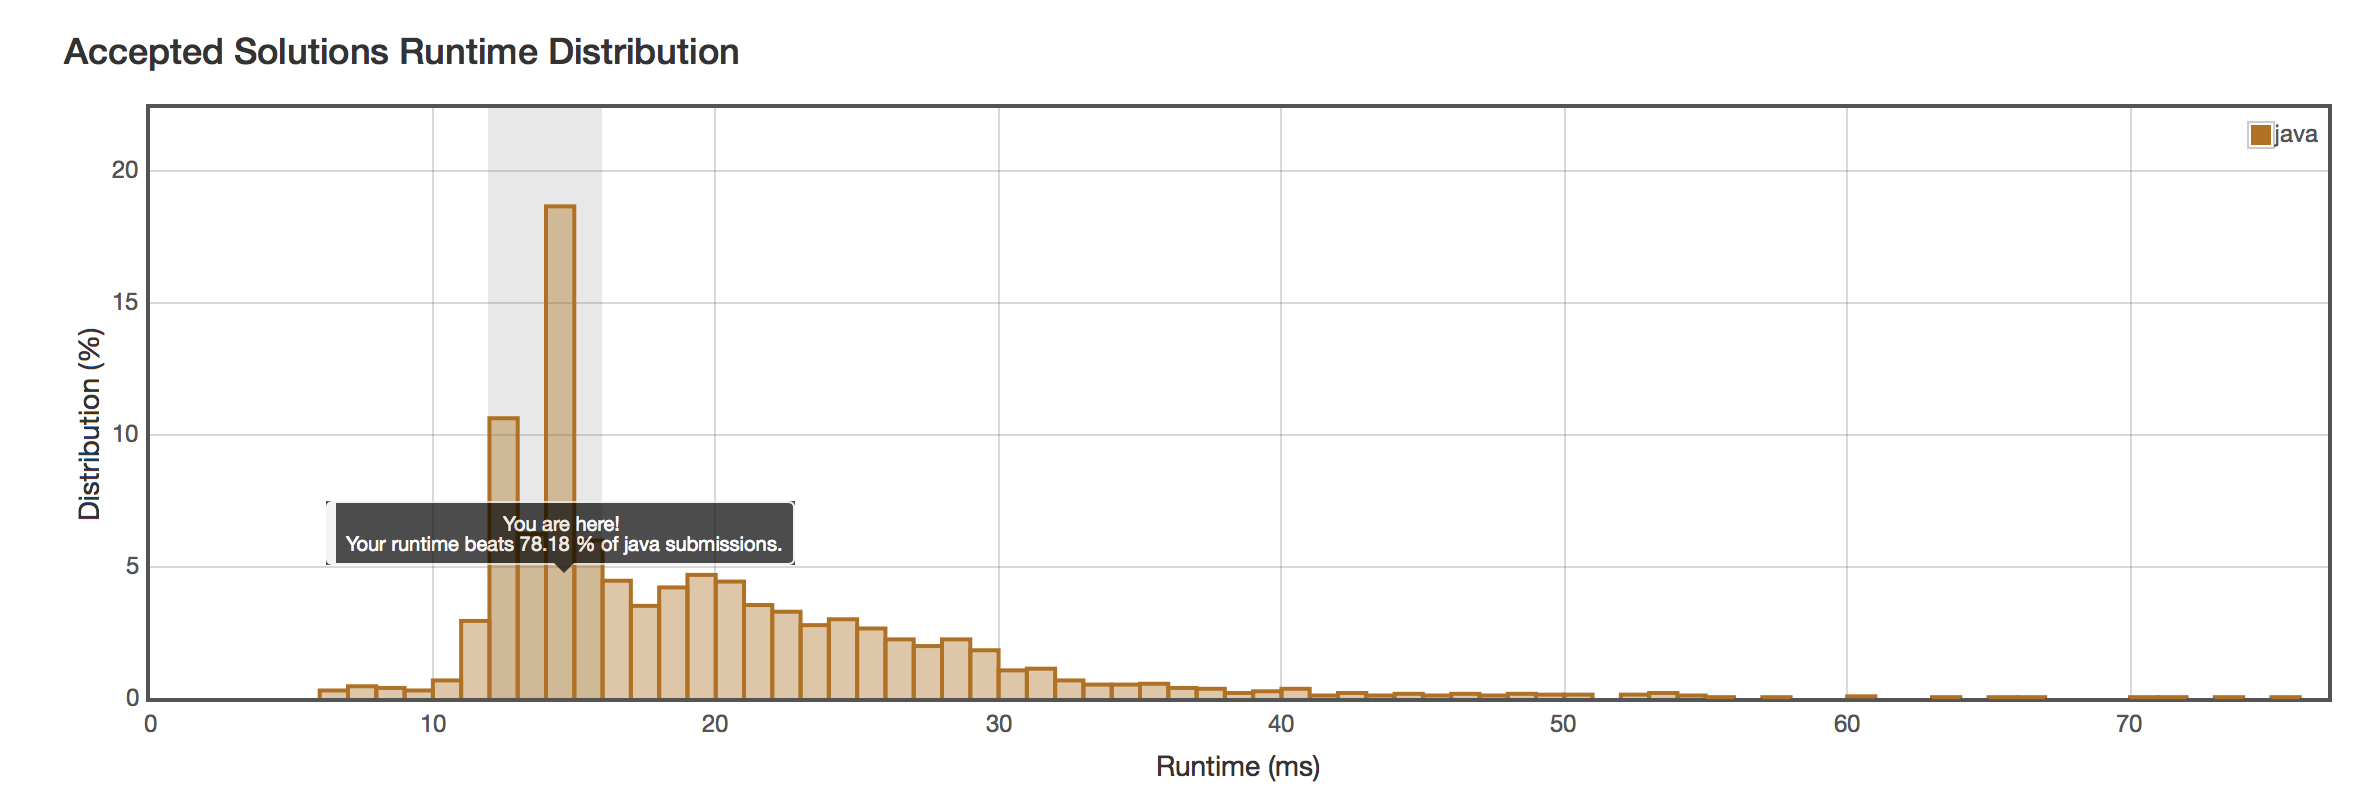 Accepted Solutions Runtime Distribution
java
20
15
10
5
0
Distribution (%)
You are here!
Your runtime beats 78.18 % of java submissions.
0 10 20 30 40 50 60 70
Runtime (ms)